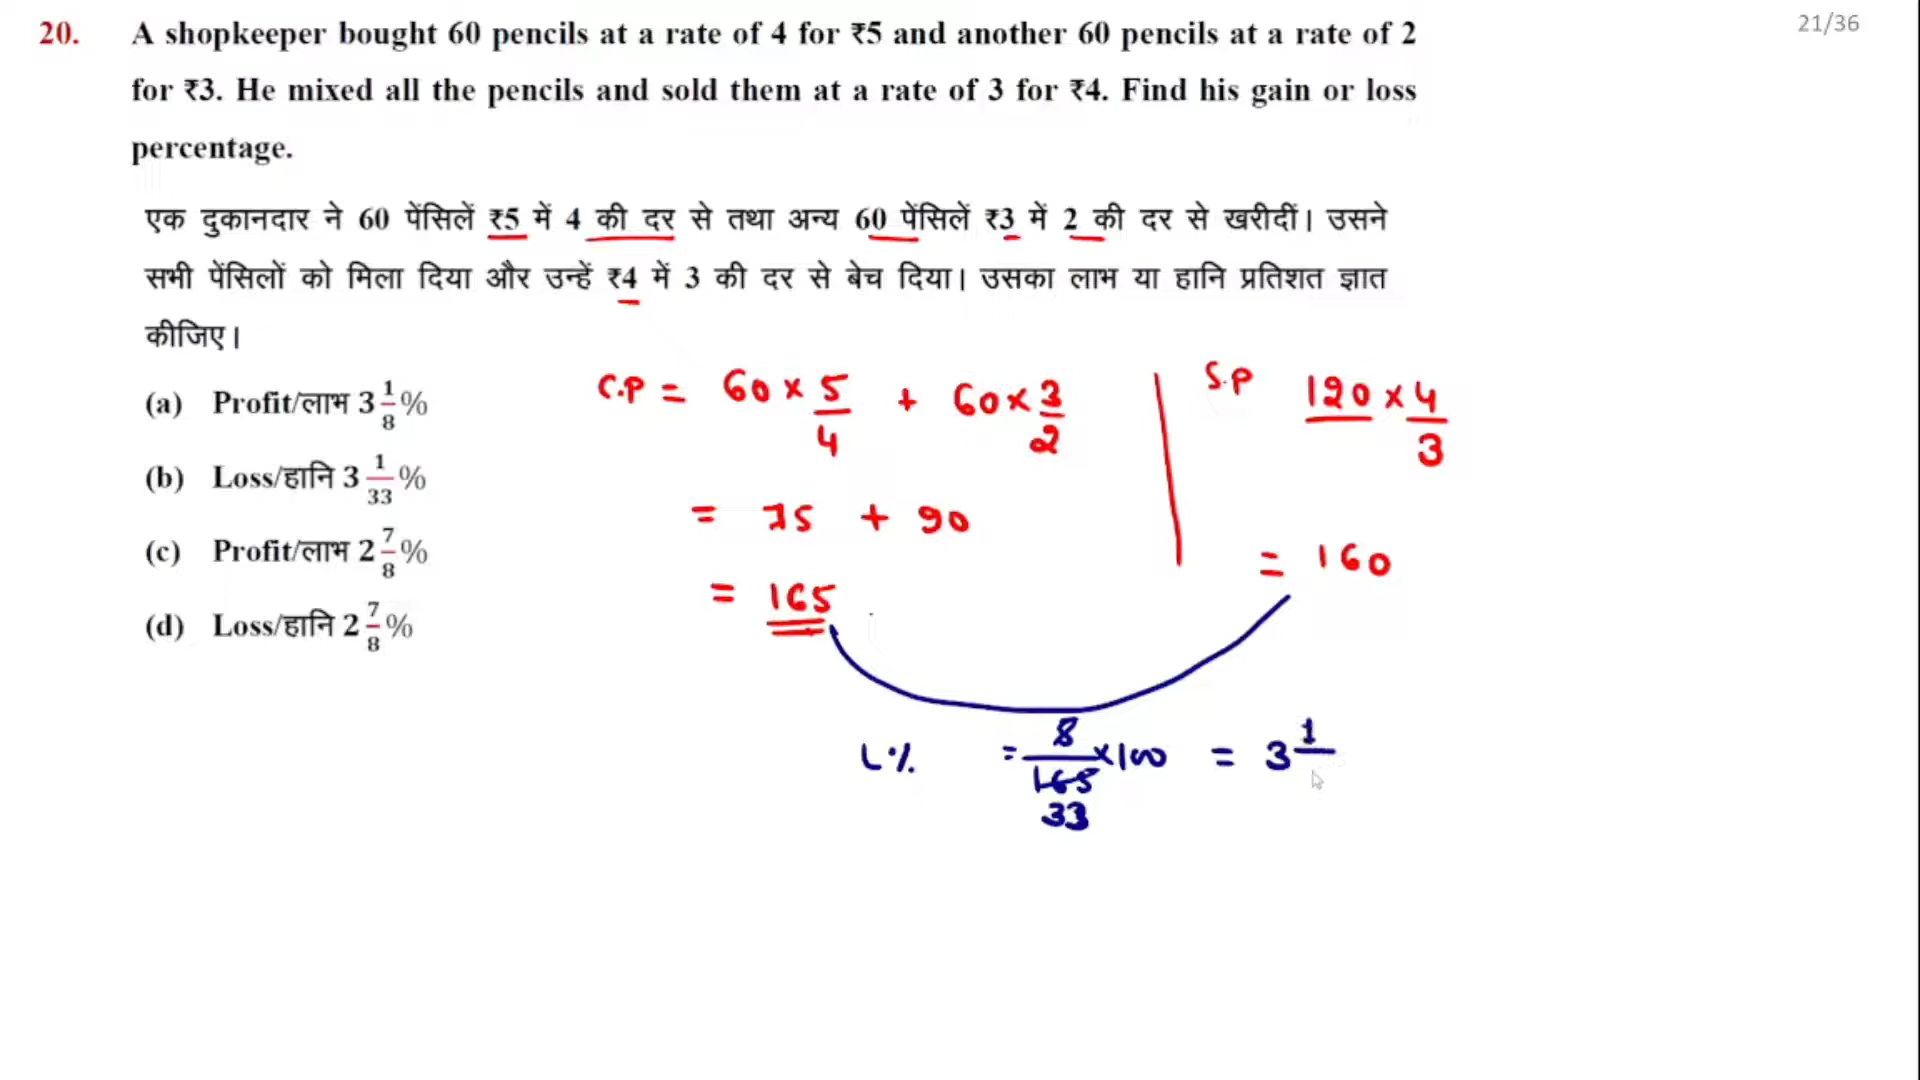 21/36
20. A shopkeeper bought 60 pencils at a rate of 4 for ₹5 and another 60 pencils at a rate of 2
for ₹3. He mixed all the pencils and sold them at a rate of 3 for ₹4. Find his gain or loss
percentage.
एक दुकानदार ने 60 पेंसिलें ₹5 में 4 की दर से तथा अन्य 60 पेंसिलें ₹3 में 2 की दर से खरीदीं। उसने
सभी पेंसिलों को मिला दिया और उन्हें ₹4 में 3 की दर से बेच दिया। उसका लाभ या हानि प्रतिशत ज्ञात
कीजिए।
(a) Profit/लाभ 3 1/8 %
(b) Loss/हानि 3 1/33 %
(c) Profit/लाभ 2 7/8 %
(d) Loss/हानि 2 7/8 %
C.P = 60 × 5/4 + 60 × 3/2
= 75 + 90
= 165
S.P 120 × 4/3
= 160
L% = 8/165 × 100 = 3 1
33